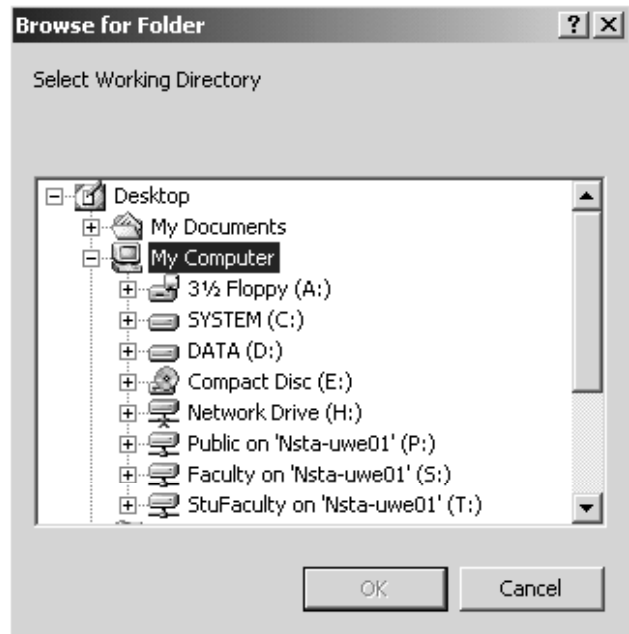 Browse for Folder
Select Working Directory
Desktop
My Documents
My Computer
3½ Floppy (A:)
SYSTEM (C:)
DATA (D:)
Compact Disc (E:)
Network Drive (H:)
Public on 'Nsta-uwe01' (P:)
Faculty on 'Nsta-uwe01' (S:)
StuFaculty on 'Nsta-uwe01' (T:)
OK Cancel